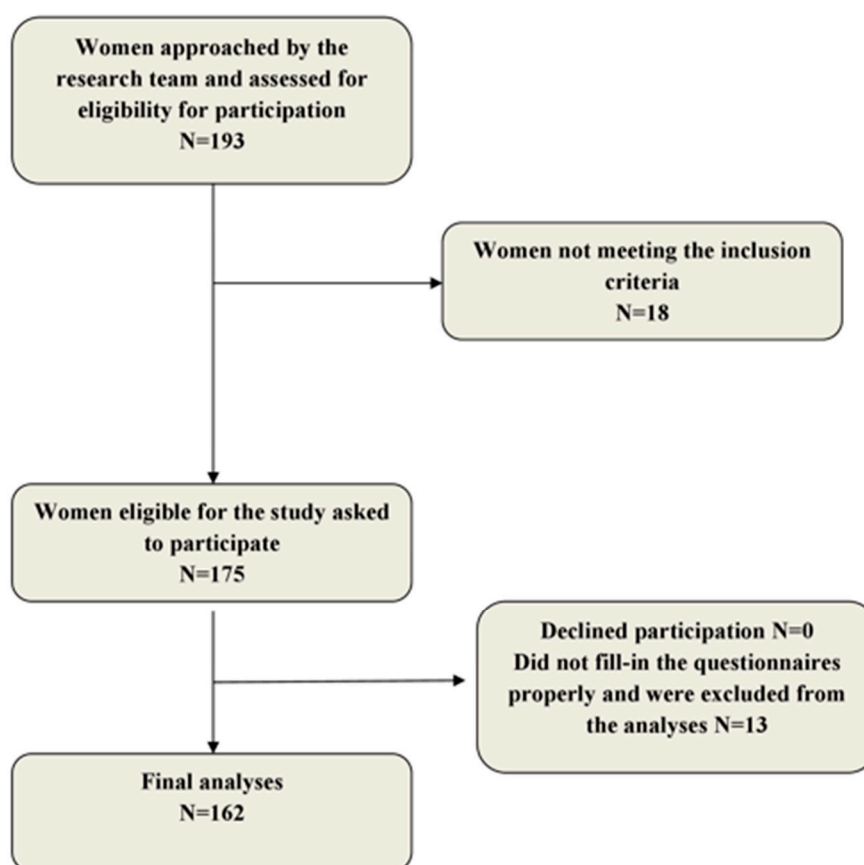 Women approached by the
research team and assessed for
eligibility for participation
N=193
Women not meeting the inclusion
criteria
N=18
Women eligible for the study asked
to participate
N=175
Declined participation N=0
Did not fill-in the questionnaires
properly and were excluded from
the analyses N=13
Final analyses
N=162